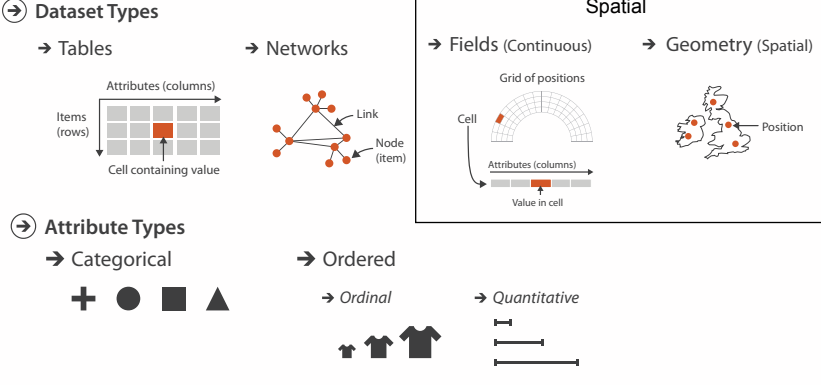 Dataset Types
Tables
Attributes (columns)
Items
(rows)
Cell containing value
Networks
Link
Node
(item)
Spatial
Fields (Continuous)
Grid of positions
Cell
Attributes (columns)
Value in cell
Geometry (Spatial)
Position
Attribute Types
Categorical
Ordered
Ordinal
Quantitative